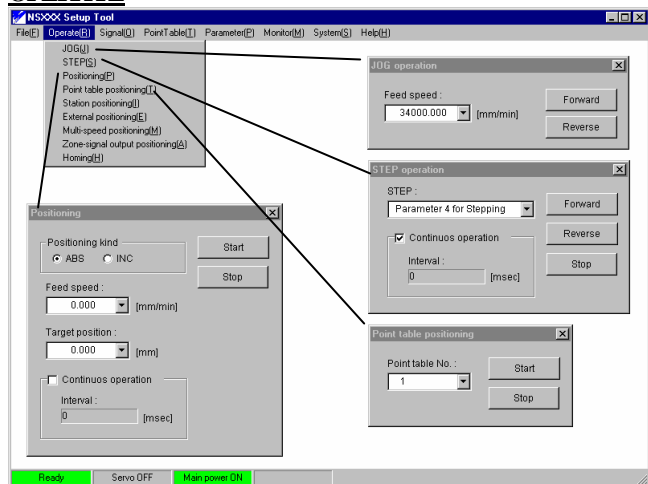 OPERATE
NSXXX Setup Tool
File(F) Operate(R) Signal(O) PointTable(T) Parameter(P) Monitor(M) System(S) Help(H)
JOG(J)
STEP(S)
Positioning(P)
Point table positioning(T)
Station positioning(I)
External positioning(E)
Multi-speed positioning(M)
Zone-signal output positioning(A)
Homing(H)
JOG operation
Feed speed :
34000.000 [mm/min]
Forward
Reverse
STEP operation
STEP :
Parameter 4 for Stepping
Forward
Continuos operation
Reverse
Interval :
0 [msec]
Stop
Positioning
Positioning kind
ABS INC
Start
Stop
Feed speed :
0.000 [mm/min]
Target position :
0.000 [mm]
Continuos operation
Interval :
0 [msec]
Point table positioning
Point table No. :
1
Start
Stop
Ready Servo OFF Main power ON